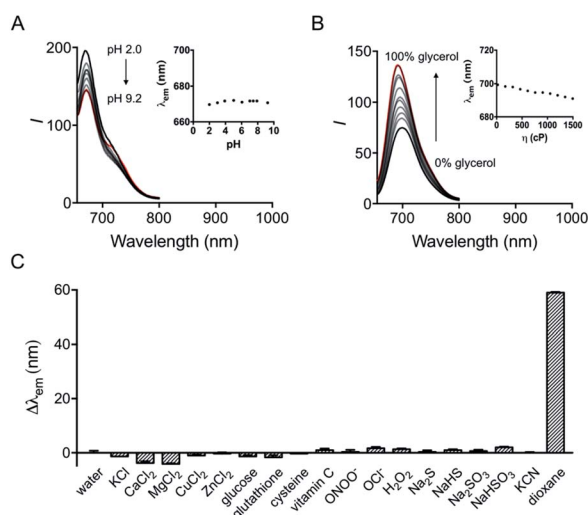 A
pH 2.0
pH 9.2
I
200
150
100
50
0
700
800
900
1000
Wavelength (nm)
λem (nm)
700
680
660
0 2 4 6 8 10
pH
B
100% glycerol
0% glycerol
I
150
100
50
0
700
800
900
1000
Wavelength (nm)
λem (nm)
720
700
680
0 500 1000 1500
η (cP)
C
Δλem (nm)
60
40
20
0
water
KCl
CaCl2
MgCl2
CuCl2
ZnCl2
glucose
glutathione
cysteine
vitamin C
ONOO-
OCl-
H2O2
Na2S
NaHS
Na2SO3
NaHSO3
KCN
dioxane